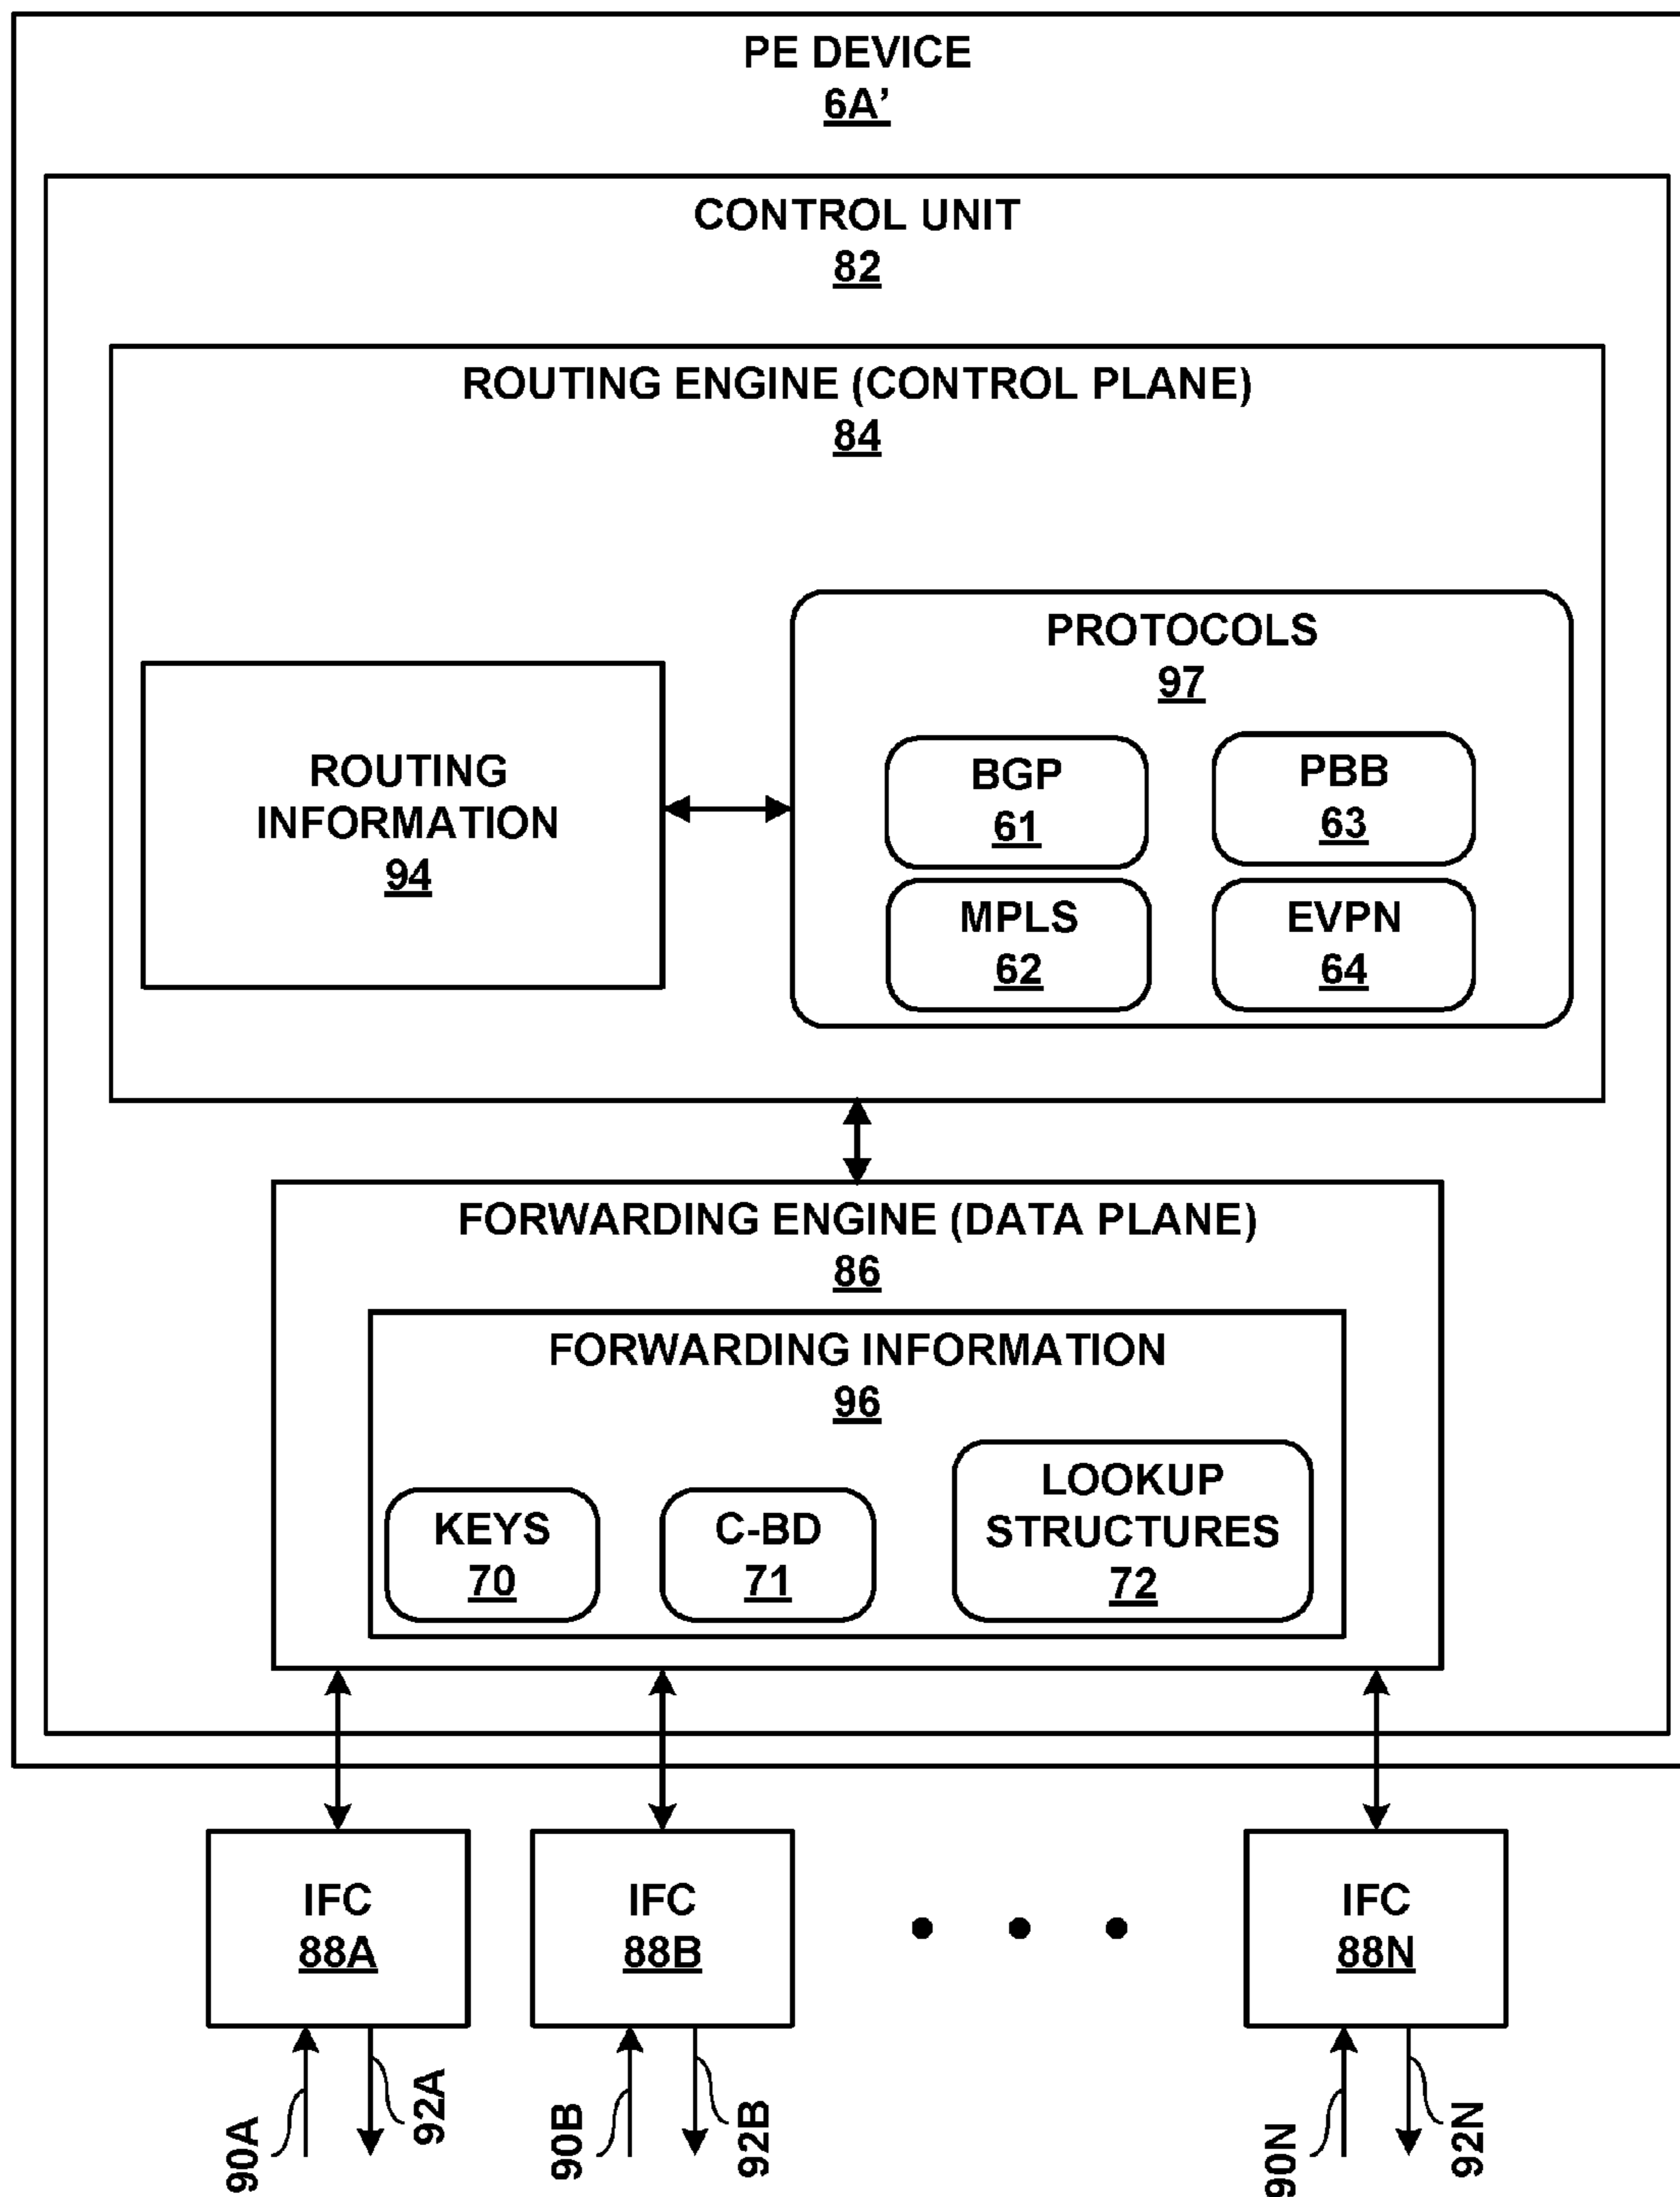 PE DEVICE
6A’
CONTROL UNIT
82
ROUTING ENGINE (CONTROL PLANE)
84
ROUTING
INFORMATION
94
PROTOCOLS
97
BGP
61
PBB
63
MPLS
62
EVPN
64
FORWARDING ENGINE (DATA PLANE)
86
FORWARDING INFORMATION
96
KEYS
70
C-BD
71
LOOKUP
STRUCTURES
72
IFC
88A
IFC
88B
IFC
88N
90A
92A
90B
92B
90N
92N